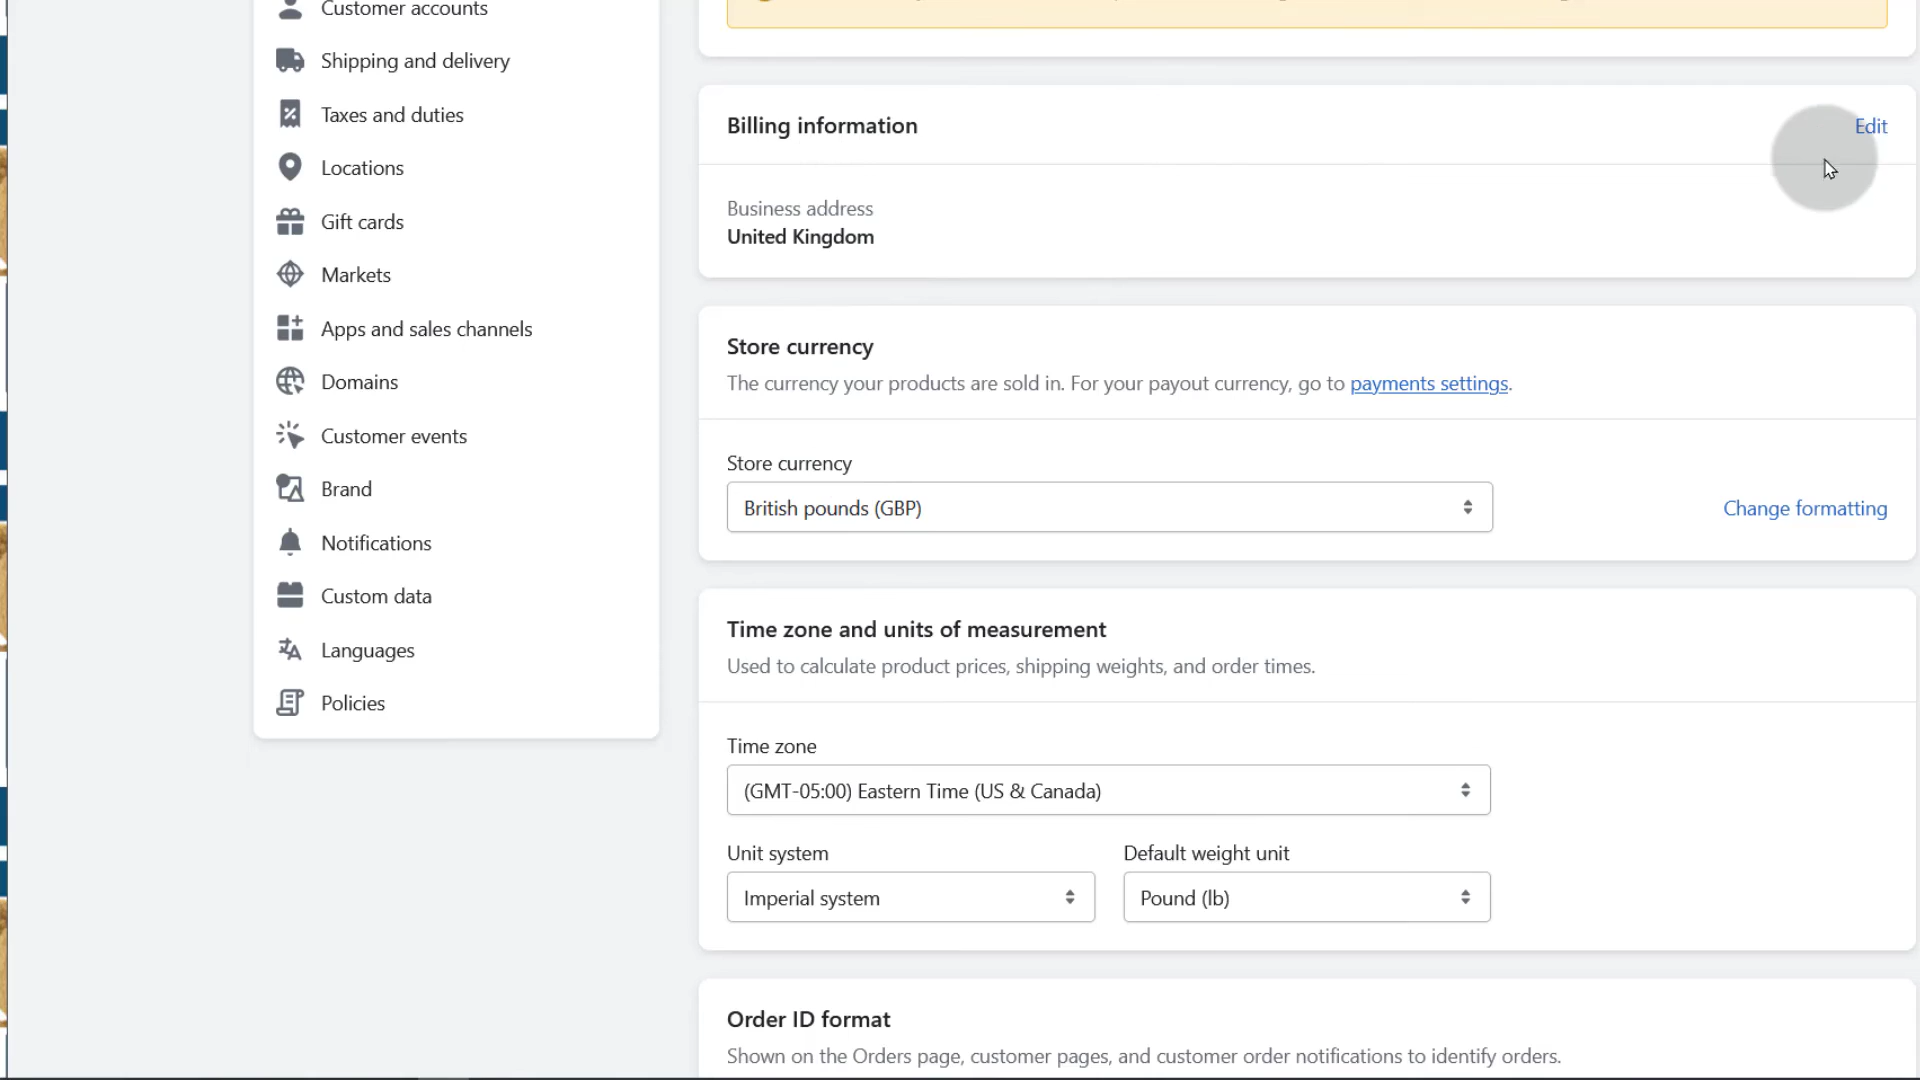 Customer accounts
Shipping and delivery
Taxes and duties
Locations
Gift cards
Markets
Apps and sales channels
Domains
Customer events
Brand
Notifications
Custom data
Languages
Policies
Billing information
Edit
Business address
United Kingdom
Store currency
The currency your products are sold in. For your payout currency, go to payments settings.
Store currency
British pounds (GBP)
Change formatting
Time zone and units of measurement
Used to calculate product prices, shipping weights, and order times.
Time zone
(GMT-05:00) Eastern Time (US & Canada)
Unit system
Default weight unit
Imperial system
Pound (lb)
Order ID format
Shown on the Orders page, customer pages, and customer order notifications to identify orders.